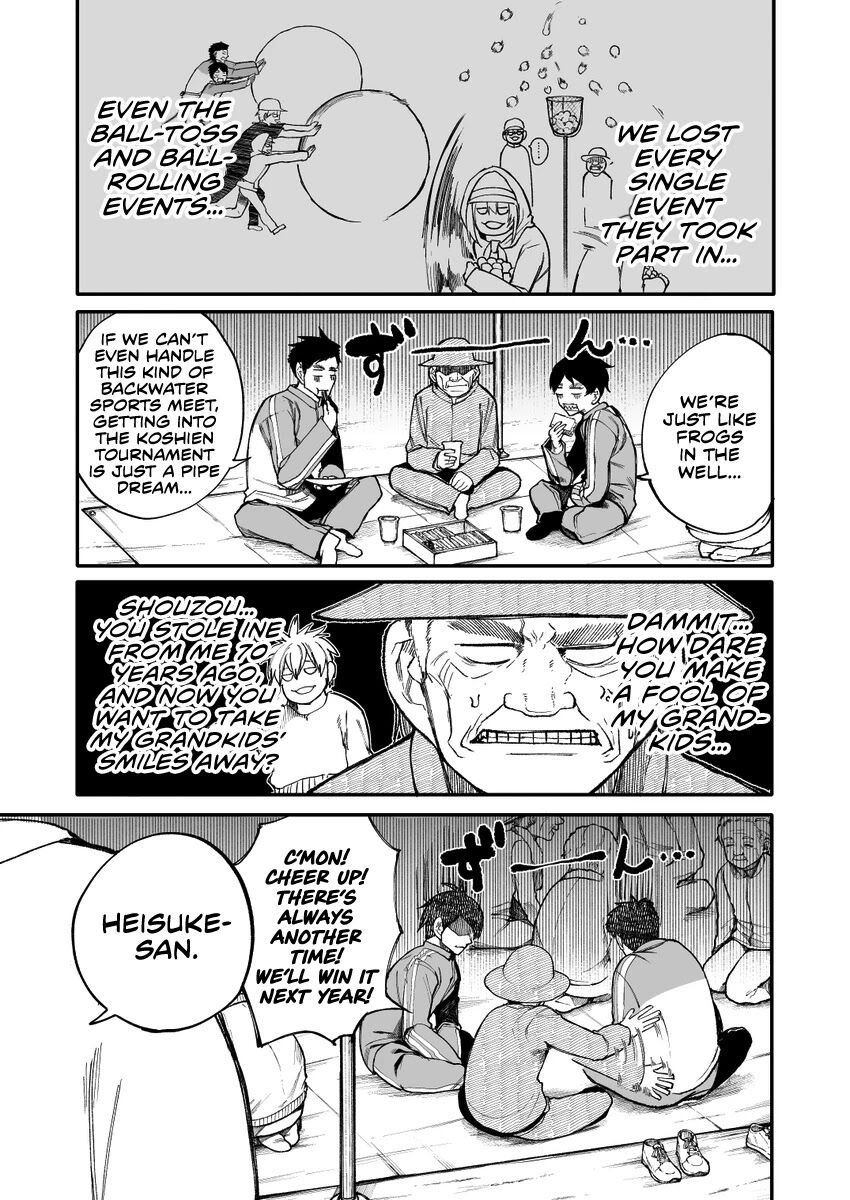 WE LOST
EVERY
SINGLE
EVENT
THEY TOOK
PART IN...
......
EVEN THE
BALL-TOSS
AND BALL-
ROLLING
EVENTS...
WE'RE
JUST LIKE
FROGS
IN THE
WELL...
ずーん...
IF WE CAN'T
EVEN HANDLE
THIS KIND OF
BACKWATER
SPORTS MEET,
GETTING INTO
THE KOSHIEN
TOURNAMENT
IS JUST A PIPE
DREAM...
DAMMIT...
HOW DARE
YOU MAKE
A FOOL OF
MY GRAND-
KIDS...
SHOUZOU...
YOU STOLE INE
FROM ME 70
YEARS AGO,
AND NOW YOU
WANT TO TAKE
MY GRANDKIDS'
SMILES AWAY?
ずーん...
C'MON!
CHEER UP!
THERE'S
ALWAYS
ANOTHER
TIME!
WE'LL WIN IT
NEXT YEAR!
HEISUKE-
SAN.